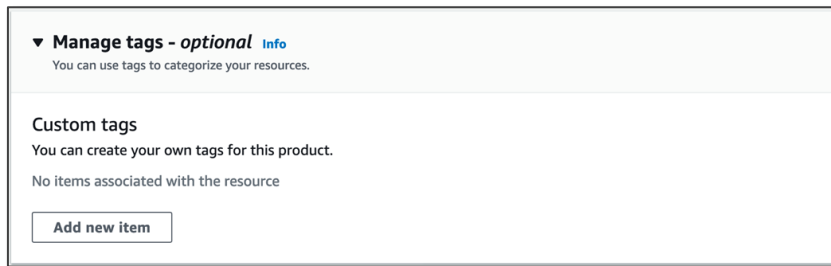 ▼ Manage tags - optional Info
You can use tags to categorize your resources.
Custom tags
You can create your own tags for this product.
No items associated with the resource
Add new item